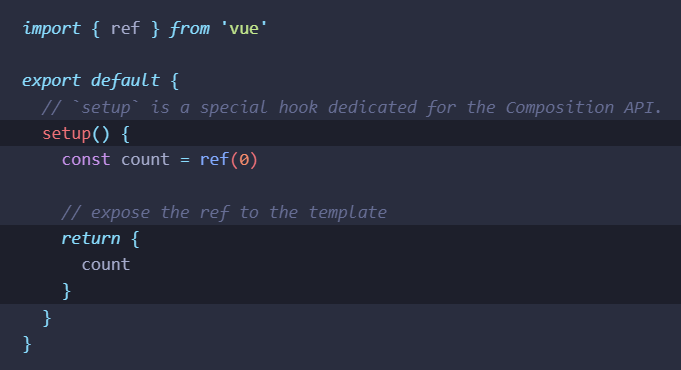 import { ref } from 'vue'

export default {
  // `setup` is a special hook dedicated for the Composition API.
  setup() {
    const count = ref(0)

    // expose the ref to the template
    return {
      count
    }
  }
}